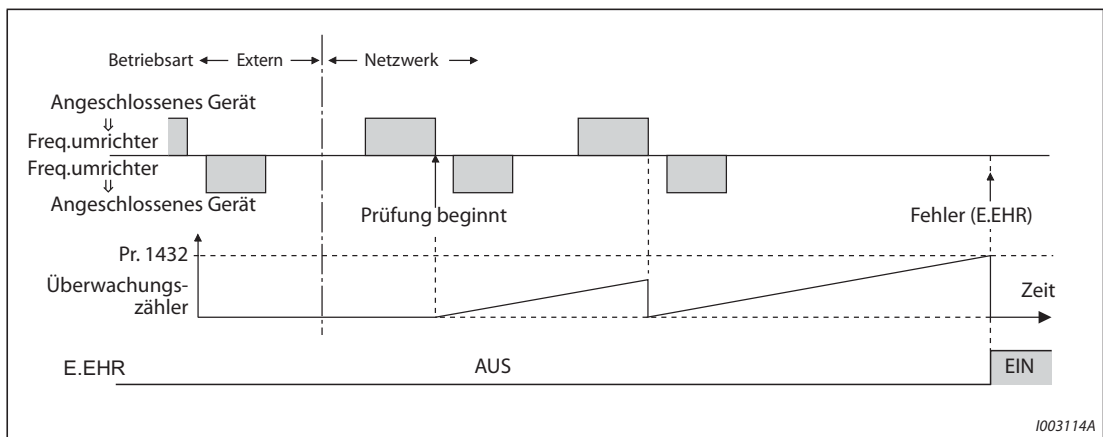 Betriebsart Extern Netzwerk
Angeschlossenes Gerät
⇓
Freq.umrichter
Freq.umrichter
⇓
Angeschlossenes Gerät
Prüfung beginnt
Fehler (E.EHR)
Pr. 1432
Überwachungs-
zähler
Zeit
E.EHR AUS EIN
I003114A